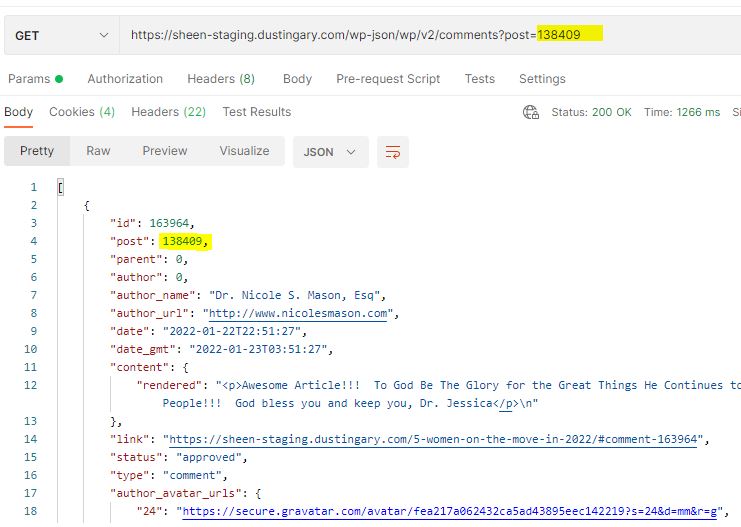 GET https://sheen-staging.dustingary.com/wp-json/wp/v2/comments?post=138409
Params Authorization Headers (8) Body Pre-request Script Tests Settings
Body Cookies (4) Headers (22) Test Results Status: 200 OK Time: 1266 ms
Pretty Raw Preview Visualize JSON
1 [
2 {
3 "id": 163964,
4 "post": 138409,
5 "parent": 0,
6 "author": 0,
7 "author_name": "Dr. Nicole S. Mason, Esq",
8 "author_url": "http://www.nicolesmason.com",
9 "date": "2022-01-22T22:51:27",
10 "date_gmt": "2022-01-23T03:51:27",
11 "content": {
12 "rendered": "<p>Awesome Article!!!  To God Be The Glory for the Great Things He Continues to
People!!!  God bless you and keep you, Dr. Jessica</p>\n"
13 },
14 "link": "https://sheen-staging.dustingary.com/5-women-on-the-move-in-2022/#comment-163964",
15 "status": "approved",
16 "type": "comment",
17 "author_avatar_urls": {
18 "24": "https://secure.gravatar.com/avatar/fea217a062432ca5ad43895eec142219?s=24&d=mm&r=g",